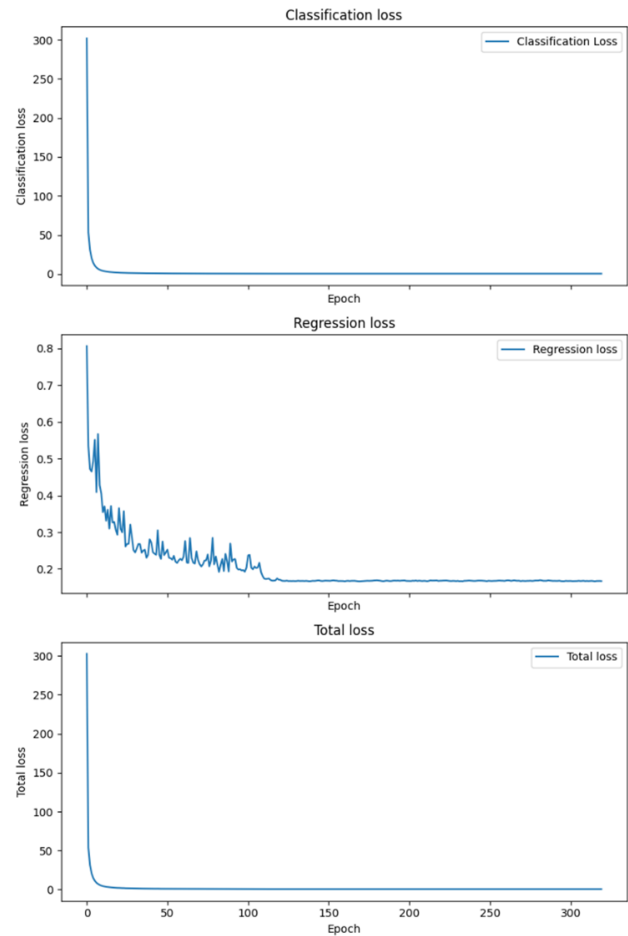 Classification loss
Classification Loss
300
250
200
150
100
50
0
Classification loss
Epoch
Regression loss
Regression loss
0.8
0.7
0.6
0.5
0.4
0.3
0.2
Regression loss
Epoch
Total loss
Total loss
300
250
200
150
100
50
0
Total loss
0 50 100 150 200 250 300
Epoch